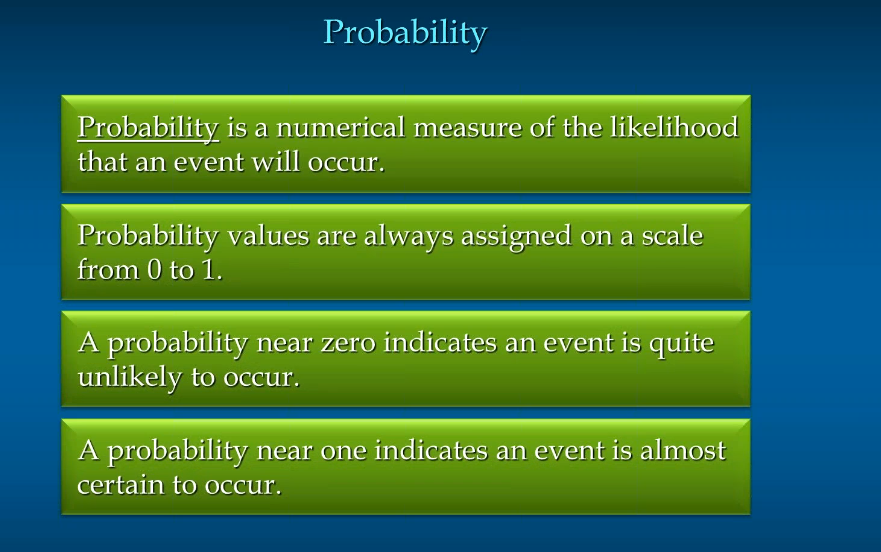 Probability
Probability is a numerical measure of the likelihood
that an event will occur.
Probability values are always assigned on a scale
from 0 to 1.
A probability near zero indicates an event is quite
unlikely to occur.
A probability near one indicates an event is almost
certain to occur.